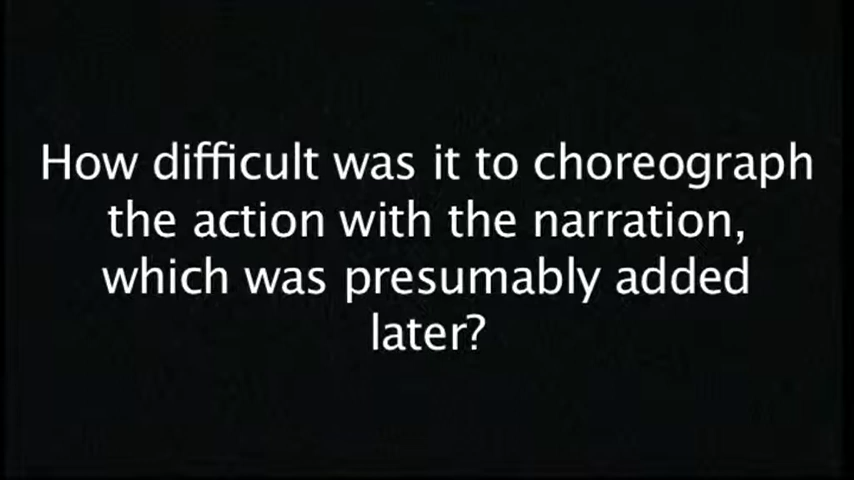 How difficult was it to choreograph
the action with the narration,
which was presumably added
later?